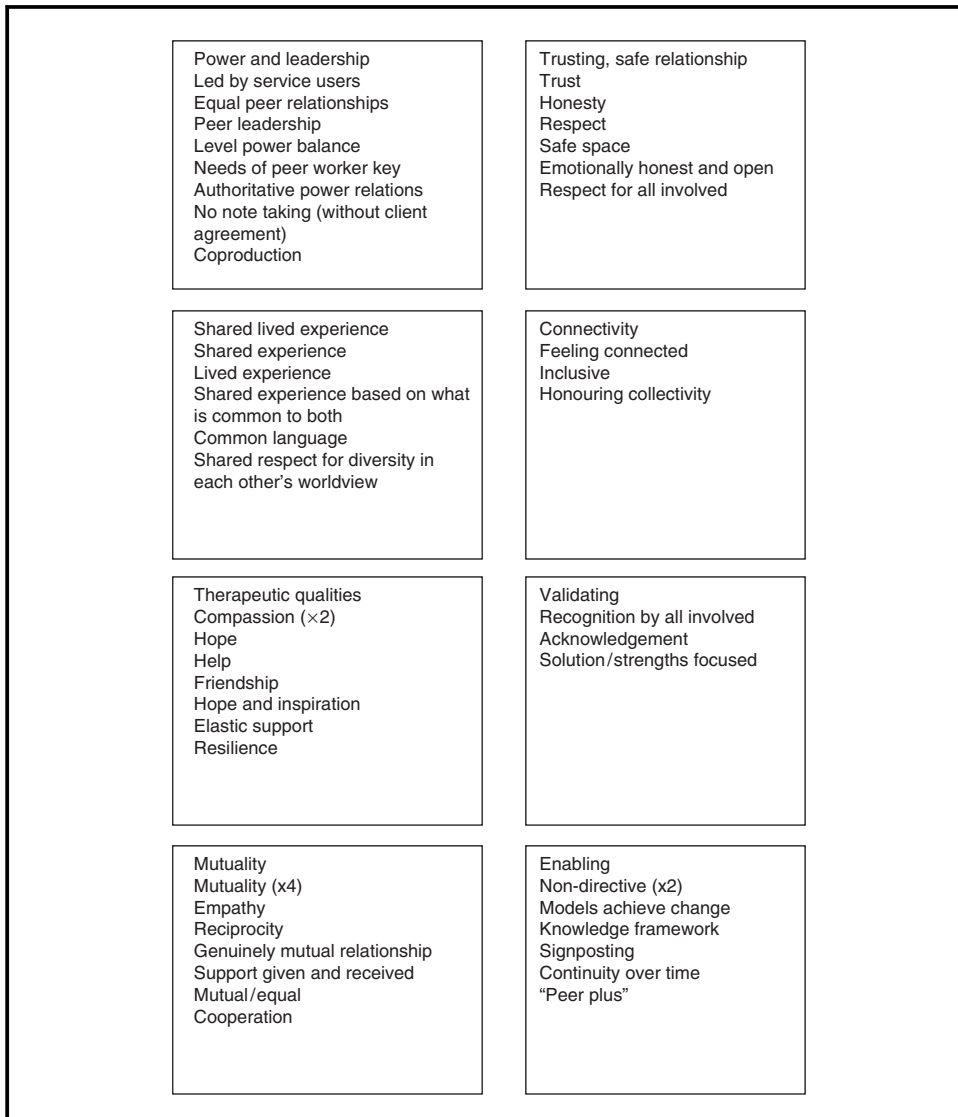 Power and leadership
Led by service users
Equal peer relationships
Peer leadership
Level power balance
Needs of peer worker key
Authoritative power relations
No note taking (without client
agreement)
Coproduction
Trusting, safe relationship
Trust
Honesty
Respect
Safe space
Emotionally honest and open
Respect for all involved
Shared lived experience
Shared experience
Lived experience
Shared experience based on what
is common to both
Common language
Shared respect for diversity in
each other's worldview
Connectivity
Feeling connected
Inclusive
Honouring collectivity
Therapeutic qualities
Compassion (×2)
Hope
Help
Friendship
Hope and inspiration
Elastic support
Resilience
Validating
Recognition by all involved
Acknowledgement
Solution/strengths focused
Mutuality
Mutuality (x4)
Empathy
Reciprocity
Genuinely mutual relationship
Support given and received
Mutual/equal
Cooperation
Enabling
Non-directive (x2)
Models achieve change
Knowledge framework
Signposting
Continuity over time
“Peer plus”